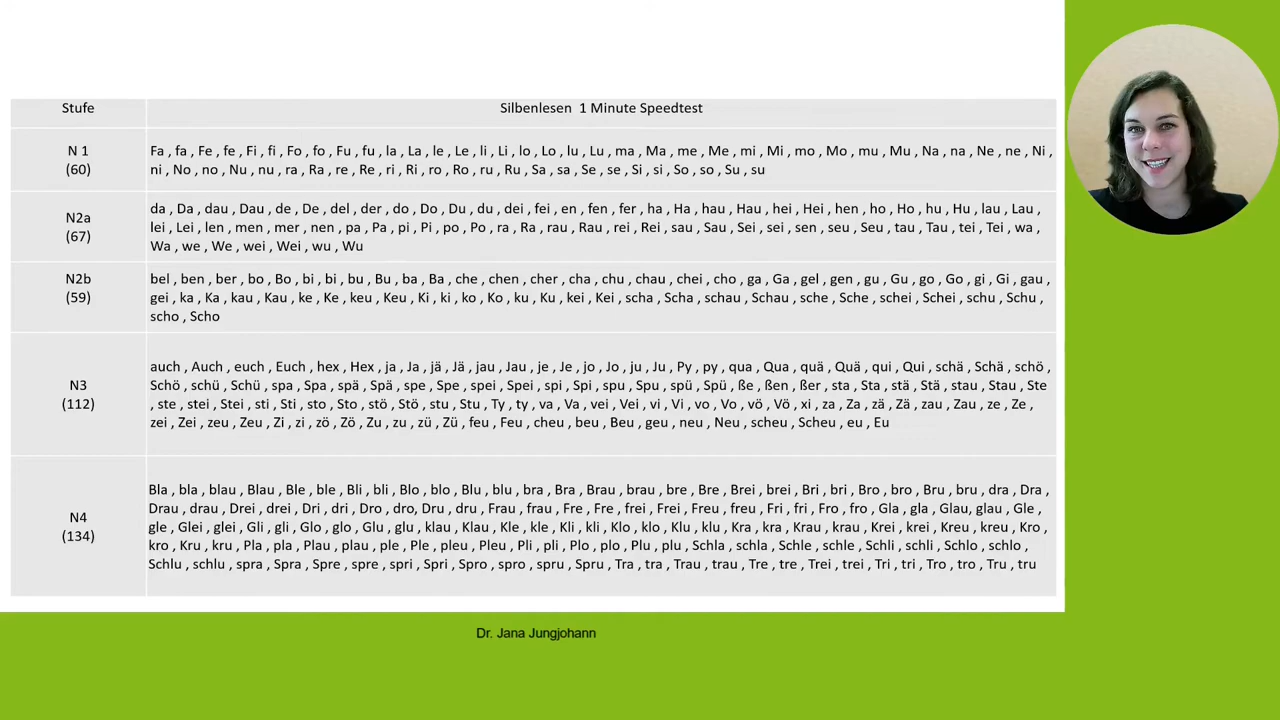 Stufe
Silbenlesen 1 Minute Speedtest
N 1
(60)
Fa , fa , Fe , fe , Fi , fi , Fo , fo , Fu , fu , la , La , le , Le , li , Li , lo , Lo , lu , Lu , ma , Ma , me , Me , mi , Mi , mo , Mo , mu , Mu , Na , na , Ne , ne , Ni ,
ni , No , no , Nu , nu , ra , Ra , re , Re , ri , Ri , ro , Ro , ru , Ru , Sa , sa , Se , se , Si , si , So , so , Su , su
N2a
(67)
da , Da , dau , Dau , de , De , del , der , do , Do , Du , du , dei , fei , en , fen , fer , ha , Ha , hau , Hau , hei , Hei , hen , ho , Ho , hu , Hu , lau , Lau ,
lei , Lei , len , men , mer , nen , pa , Pa , pi , Pi , po , Po , ra , Ra , rau , Rau , rei , Rei , sau , Sau , Sei , sei , sen , seu , Seu , tau , Tau , tei , Tei , wa ,
Wa , we , We , wei , Wei , wu , Wu
N2b
(59)
bel , ben , ber , bo , Bo , bi , bi , bu , Bu , ba , Ba , che , chen , cher , cha , chu , chau , chei , cho , ga , Ga , gel , gen , gu , Gu , go , Go , gi , Gi , gau ,
gei , ka , Ka , kau , Kau , ke , Ke , keu , Keu , Ki , ki , ko , Ko , ku , Ku , kei , Kei , scha , Scha , schau , Schau , sche , Sche , schei , Schei , schu , Schu ,
scho , Scho
N3
(112)
auch , Auch , euch , Euch , hex , Hex , ja , Ja , jä , Jä , jau , Jau , je , Je , jo , Jo , ju , Ju , Py , py , qua , Qua , quä , Quä , qui , Qui , schä , Schä , schö ,
Schö , schü , Schü , spa , Spa , spä , Spä , spe , Spe , spei , Spei , spi , Spi , spu , Spu , spü , Spü , ße , ßen , ßer , sta , Sta , stä , Stä , stau , Stau , Ste
, ste , stei , Stei , sti , Sti , sto , Sto , stö , Stö , stu , Stu , Ty , ty , va , Va , vei , Vei , vi , Vi , vo , Vo , vö , Vö , xi , za , Za , zä , Zä , zau , Zau , ze , Ze ,
zei , Zei , zeu , Zeu , Zi , zi , zö , Zö , Zu , zu , zü , Zü , feu , Feu , cheu , beu , Beu , geu , neu , Neu , scheu , Scheu , eu , Eu
N4
(134)
Bla , bla , blau , Blau , Ble , ble , Bli , bli , Blo , blo , Blu , blu , bra , Bra , Brau , brau , bre , Bre , Brei , brei , Bri , bri , Bro , bro , Bru , bru , dra , Dra ,
Drau , drau , Drei , drei , Dri , dri , Dro , dro, Dru , dru , Frau , frau , Fre , Fre , frei , Frei , Freu , freu , Fri , fri , Fro , fro , Gla , gla , Glau, glau , Gle ,
gle , Glei , glei , Gli , gli , Glo , glo , Glu , glu , klau , Klau , Kle , kle , Kli , kli , Klo , klo , Klu , klu , Kra , kra , Krau , krau , Krei , krei , Kreu , kreu , Kro ,
kro , Kru , kru , Pla , pla , Plau , plau , ple , Ple , pleu , Pleu , Pli , pli , Plo , plo , Plu , plu , Schla , schla , Schle , schle , Schli , schli , Schlo , schlo ,
Schlu , schlu , spra , Spra , Spre , spre , spri , Spri , Spro , spro , spru , Spru , Tra , tra , Trau , trau , Tre , tre , Trei , trei , Tri , tri , Tro , tro , Tru , tru
Dr. Jana Jungjohann